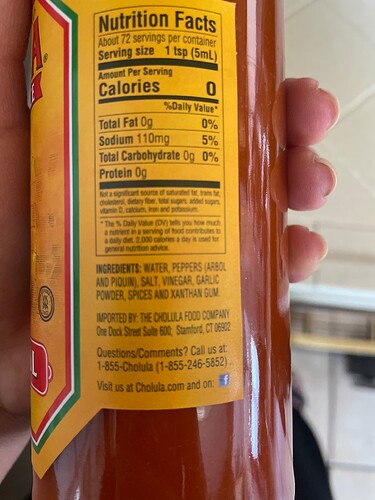 Nutrition Facts
About 72 servings per container
Serving size 1 tsp (5mL)
Amount Per Serving
Calories 0
%Daily Value*
Total Fat 0g 0%
Sodium 110mg 5%
Total Carbohydrate 0g 0%
Protein 0g
Not a significant source of saturated fat, trans fat,
cholesterol, dietary fiber, total sugars, added sugars,
vitamin D, calcium, iron and potassium.
* The % Daily Value (DV) tells you how much
a nutrient in a serving of food contributes to
a daily diet. 2,000 calories a day is used for
general nutrition advice.
INGREDIENTS: WATER, PEPPERS (ARBOL
AND PIQUIN), SALT, VINEGAR, GARLIC
POWDER, SPICES AND XANTHAN GUM.
IMPORTED BY: THE CHOLULA FOOD COMPANY
One Dock Street Suite 600; Stamford, CT 06902
Questions/Comments? Call us at:
1-855-Cholula (1-855-246-5852)
Visit us at Cholula.com and on: f